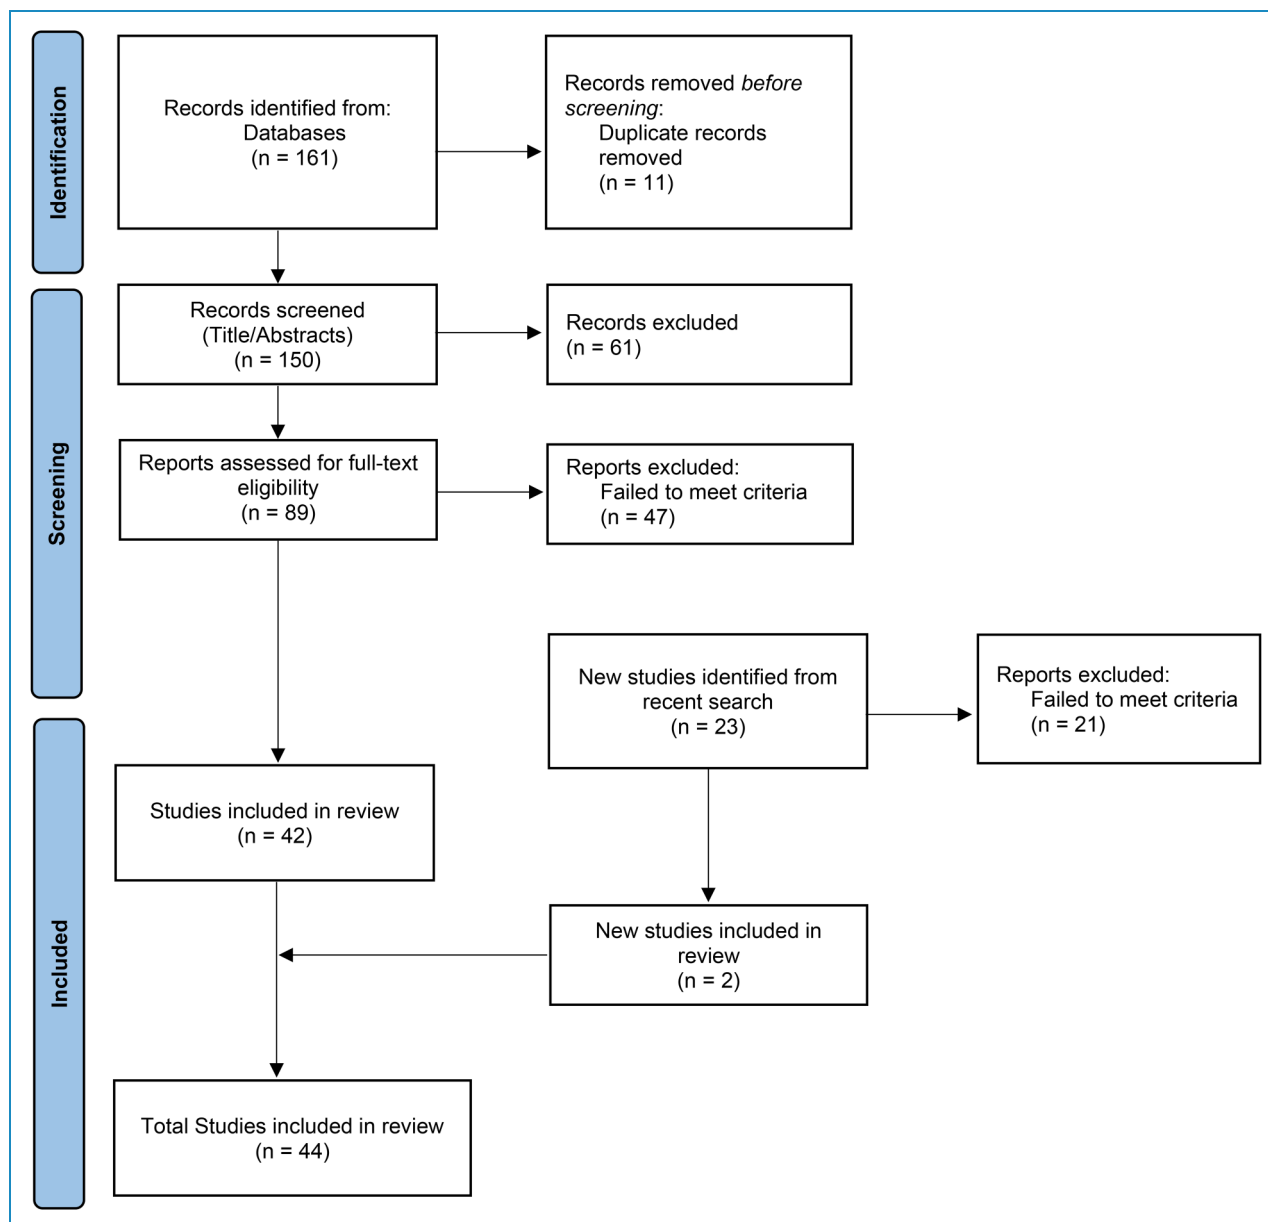 Identification
Records identified from:
Databases
(n = 161)
Records removed before
screening:
Duplicate records
removed
(n = 11)
Screening
Records screened
(Title/Abstracts)
(n = 150)
Records excluded
(n = 61)
Reports assessed for full-text
eligibility
(n = 89)
Reports excluded:
Failed to meet criteria
(n = 47)
New studies identified from
recent search
(n = 23)
Reports excluded:
Failed to meet criteria
(n = 21)
Included
Studies included in review
(n = 42)
New studies included in
review
(n = 2)
Total Studies included in review
(n = 44)